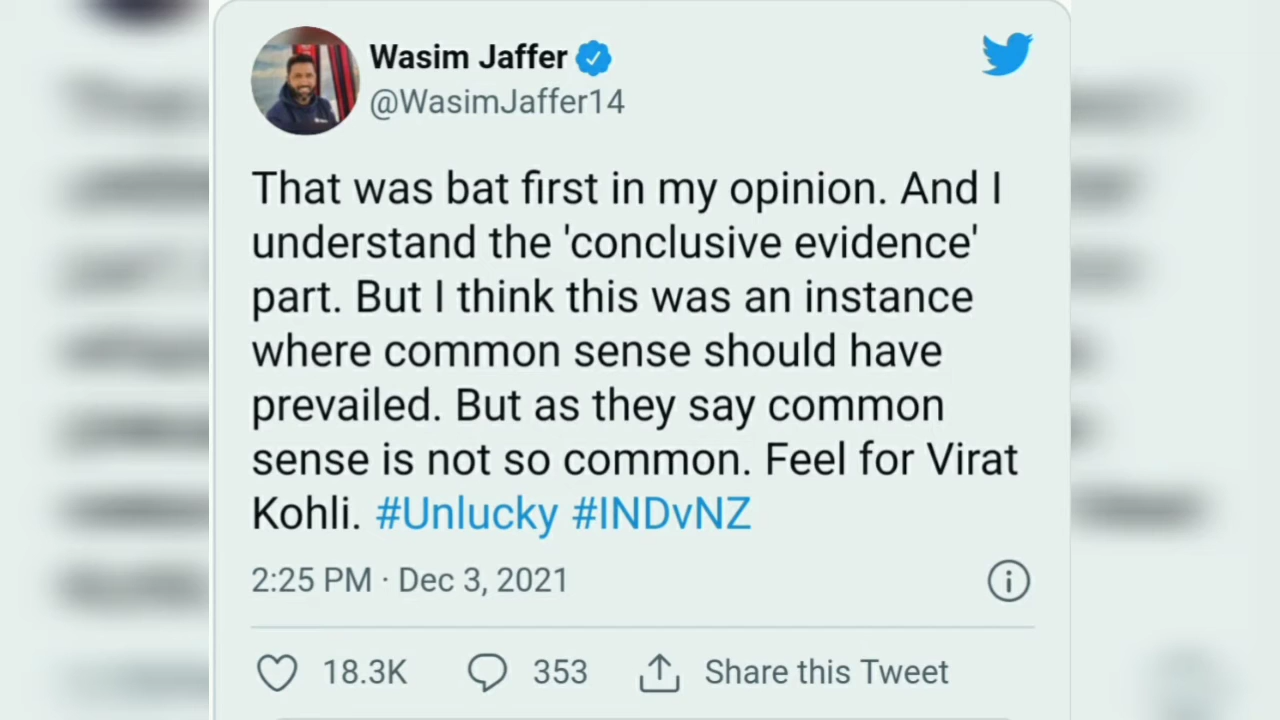 Wasim Jaffer
@WasimJaffer14
That was bat first in my opinion. And I
understand the 'conclusive evidence'
part. But I think this was an instance
where common sense should have
prevailed. But as they say common
sense is not so common. Feel for Virat
Kohli. #Unlucky #INDvNZ
2:25 PM · Dec 3, 2021
18.3K 353 Share this Tweet